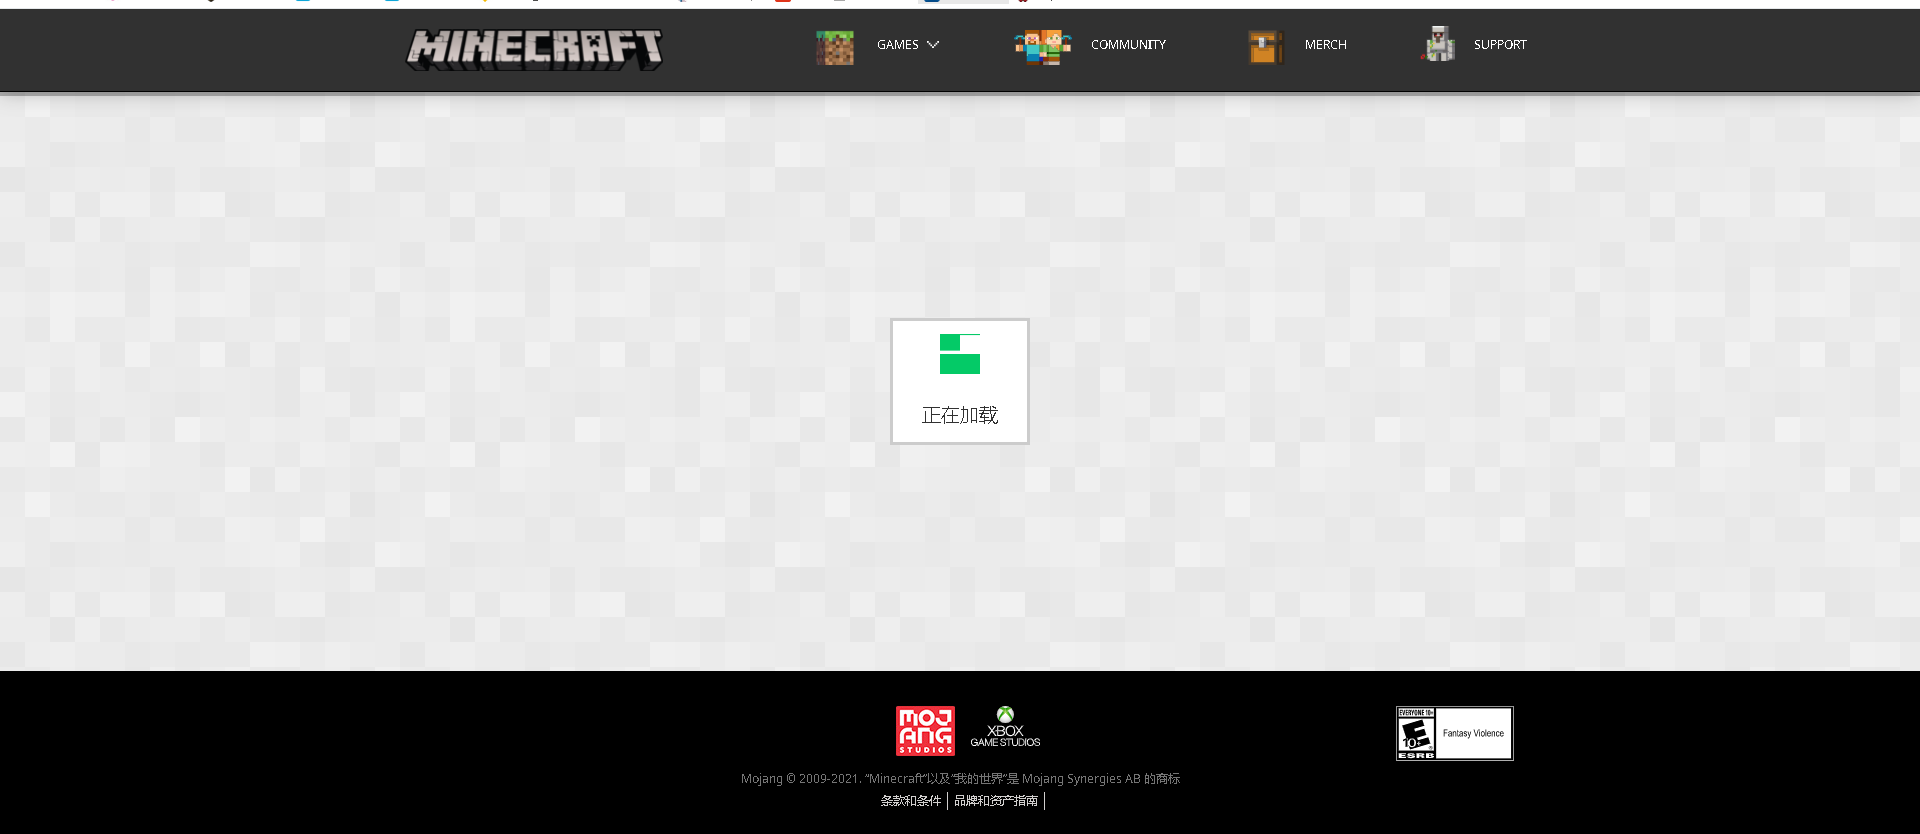 MINECRAFT
GAMES
COMMUNITY
MERCH
SUPPORT
正在加载
MOJANG STUDIOS
XBOX
GAME STUDIOS
EVERYONE 10+
E
10+
ESRB
Fantasy Violence
Mojang © 2009-2021. “Minecraft”以及“我的世界”是 Mojang Synergies AB 的商标
条款和条件 | 品牌和资产指南 |